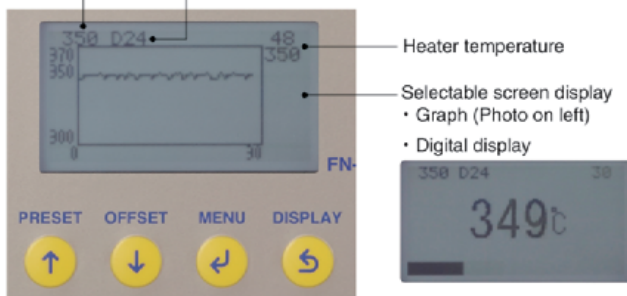 350 D24 48
370 350
350
300
0 30
Heater temperature
Selectable screen display
・Graph (Photo on left)
・Digital display
FN-
PRESET OFFSET MENU DISPLAY
350 D24 30
349℃